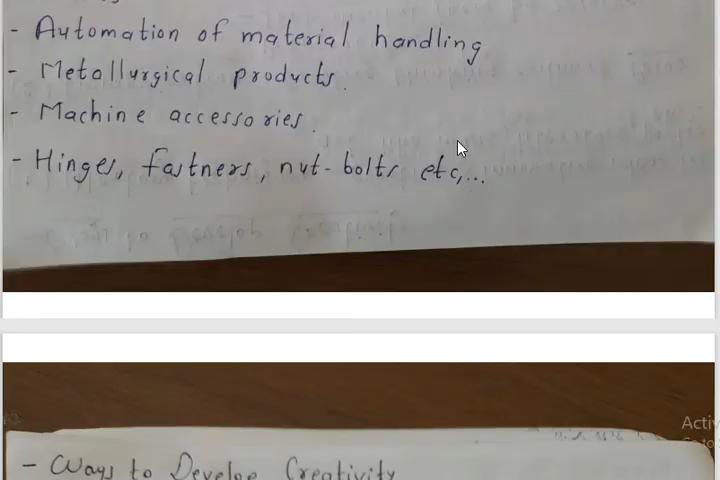 - Automation of material handling
- Metallurgical products.
- Machine accessories.
- Hinges, fastners, nut-bolts etc,...
- Ways to Develop Creativity